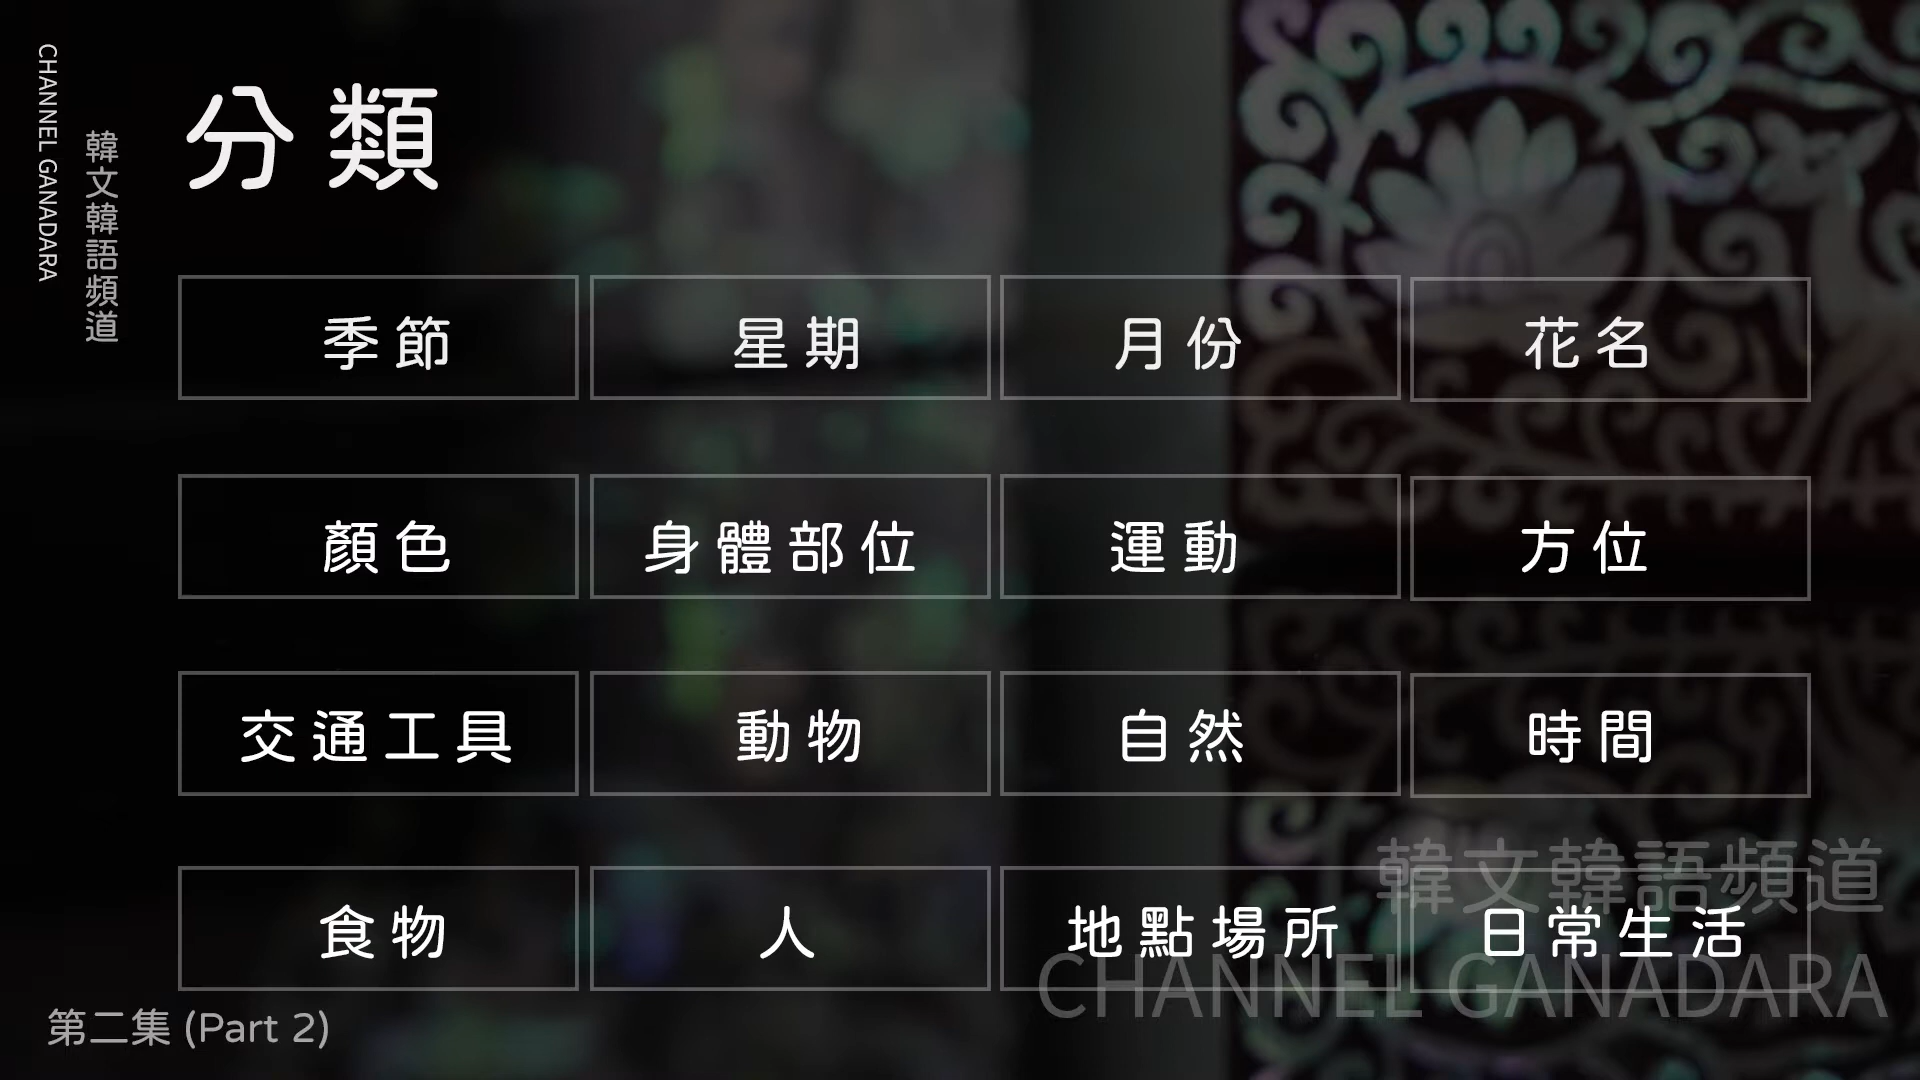 CHANNEL GANADARA
韓文韓語頻道
分類
季節
星期
月份
花名
顏色
身體部位
運動
方位
交通工具
動物
自然
時間
食物
人
地點場所
日常生活
韓文韓語頻道
CHANNEL GANADARA
第二集 (Part 2)